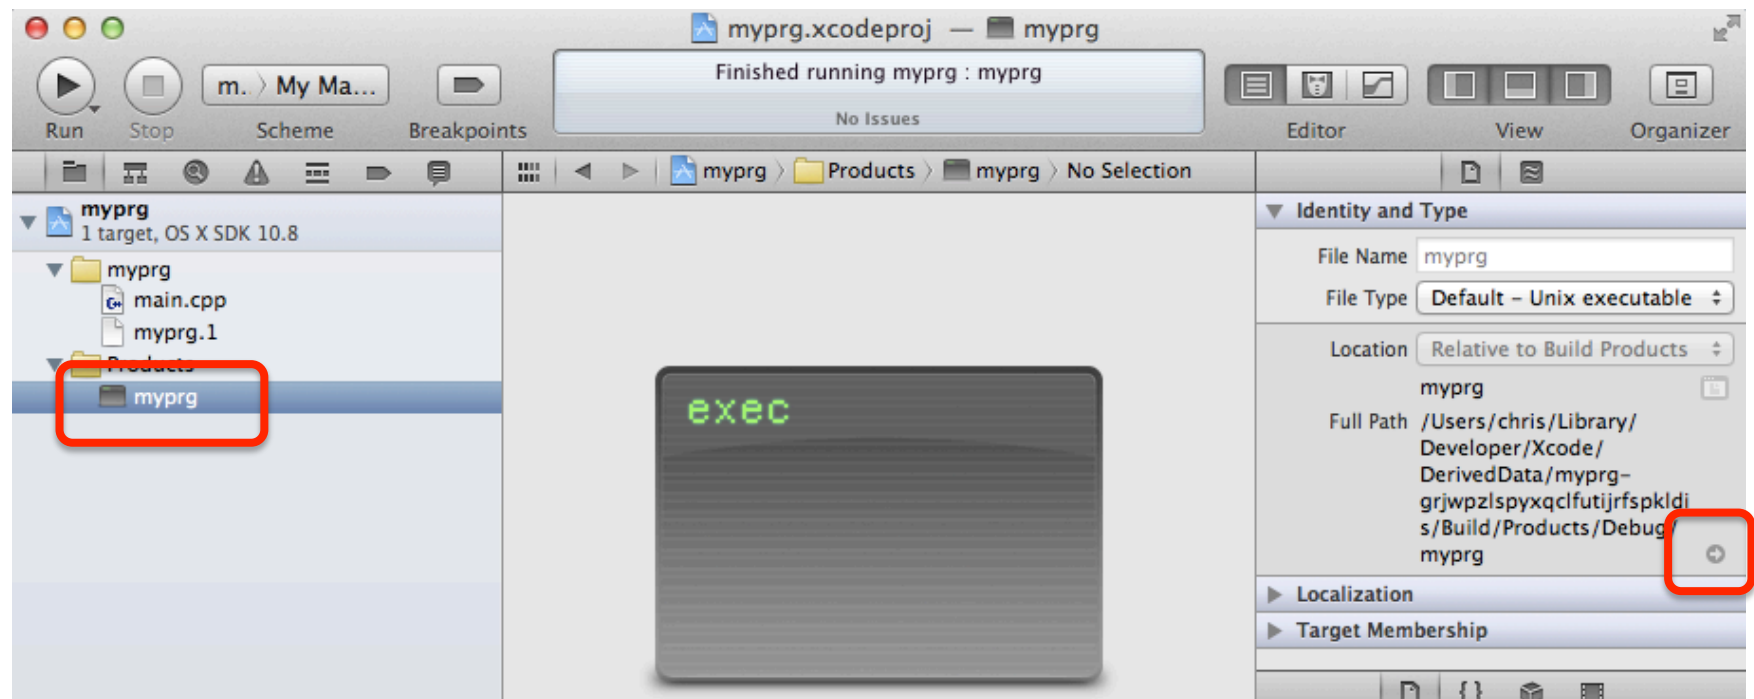 myprg.xcodeproj — myprg
Finished running myprg : myprg
No Issues
m. 〉 My Ma...
Run
Stop
Scheme
Breakpoints
Editor
View
Organizer
myprg 〉 Products 〉 myprg 〉 No Selection
myprg
1 target, OS X SDK 10.8
myprg
main.cpp
myprg.1
Products
myprg
exec
Identity and Type
File Name myprg
File Type Default – Unix executable
Location Relative to Build Products
myprg
Full Path /Users/chris/Library/
Developer/Xcode/
DerivedData/myprg-
grjwpzlspyxqclfutijrfspkldi
s/Build/Products/Debug/
myprg
Localization
Target Membership